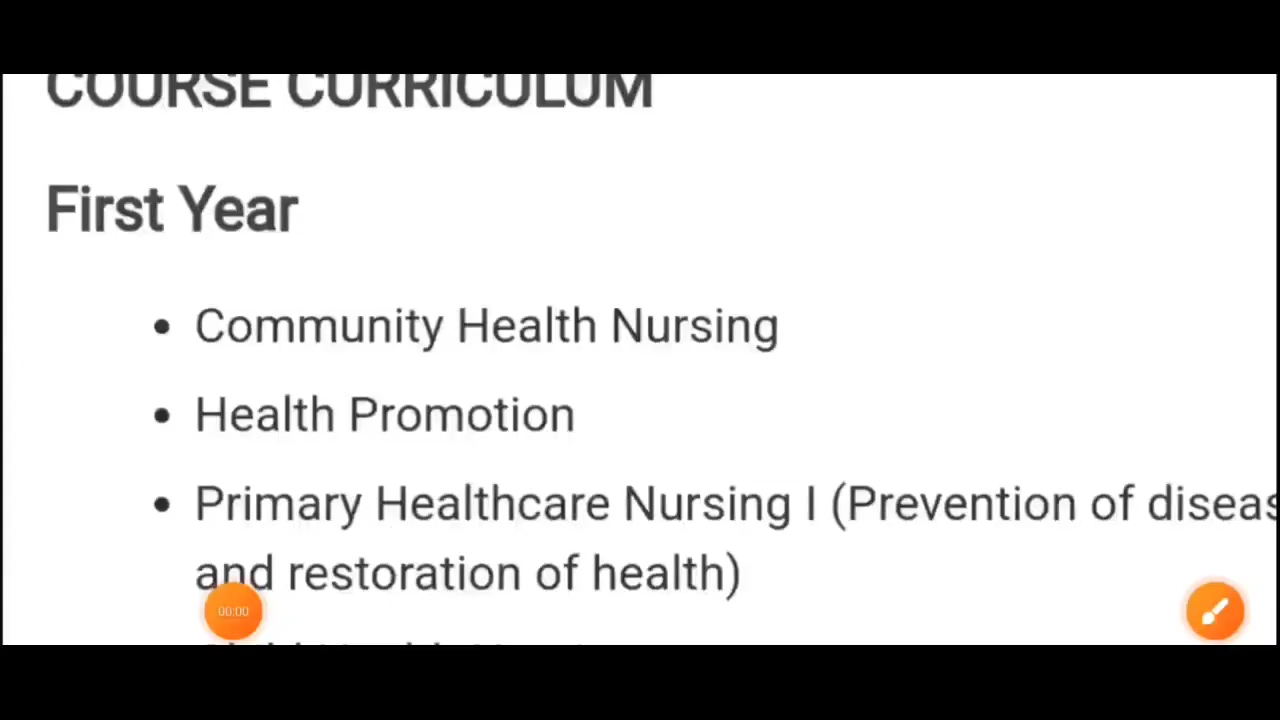 COURSE CURRICULUM
First Year
• Community Health Nursing
• Health Promotion
• Primary Healthcare Nursing I (Prevention of diseas
and restoration of health)
00:00